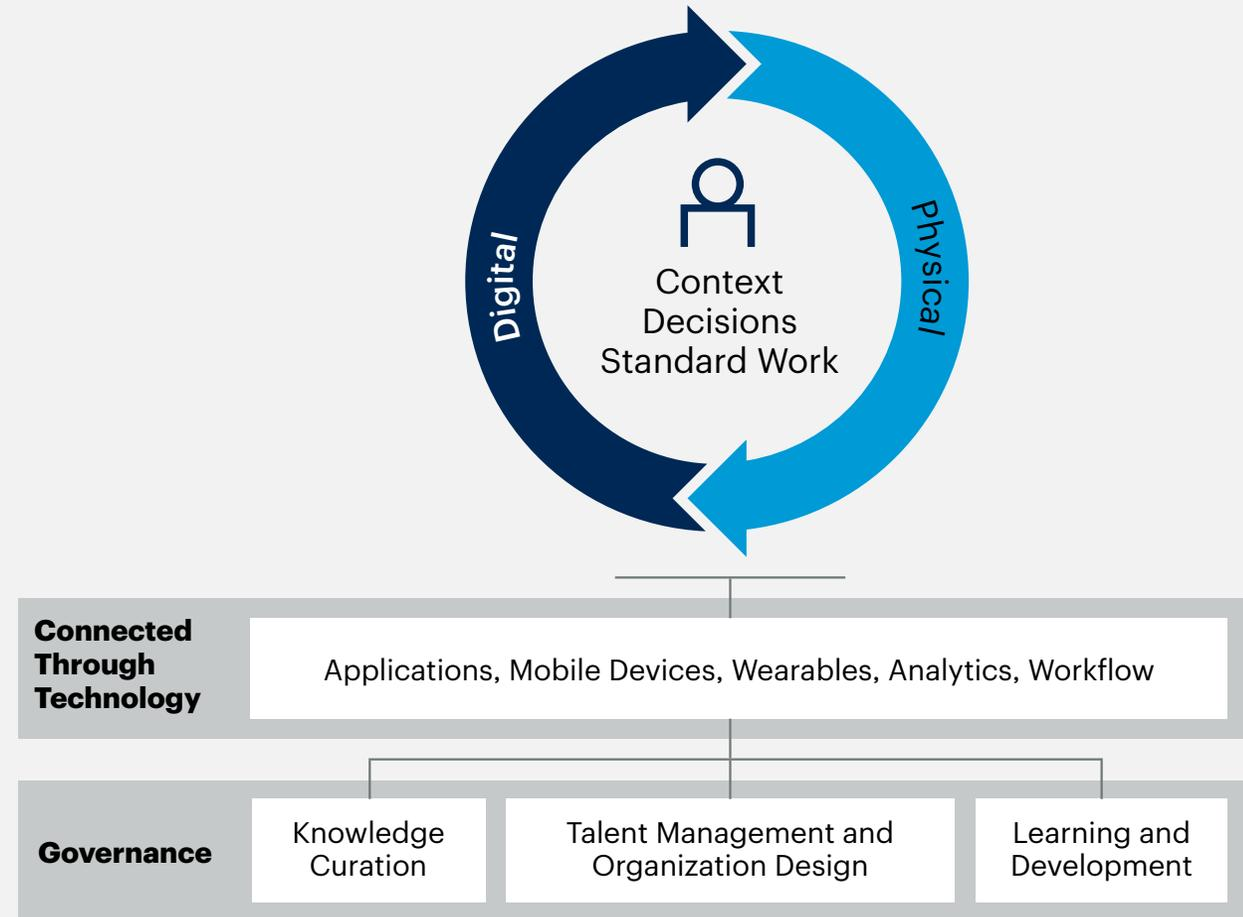 Digital
Physical
Context
Decisions
Standard Work
Connected
Through
Technology
Applications, Mobile Devices, Wearables, Analytics, Workflow
Governance
Knowledge
Curation
Talent Management and
Organization Design
Learning and
Development